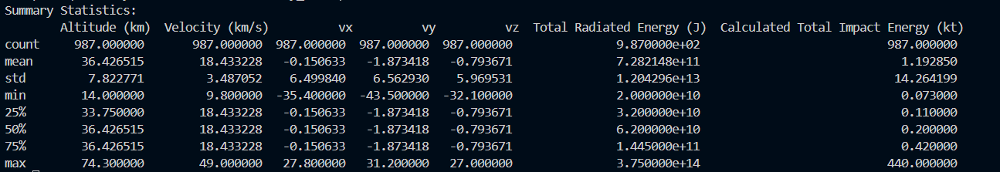 Summary Statistics:
Altitude (km) Velocity (km/s) vx vy vz Total Radiated Energy (J) Calculated Total Impact Energy (kt)
count 987.000000 987.000000 987.000000 987.000000 987.000000 9.870000e+02 987.000000
mean 36.426515 18.433228 -0.150633 -1.873418 -0.793671 7.282148e+11 1.192850
std 7.822771 3.487052 6.499840 6.562930 5.969531 1.204296e+13 14.264199
min 14.000000 9.800000 -35.400000 -43.500000 -32.100000 2.000000e+10 0.073000
25% 33.750000 18.433228 -0.150633 -1.873418 -0.793671 3.200000e+10 0.110000
50% 36.426515 18.433228 -0.150633 -1.873418 -0.793671 6.200000e+10 0.200000
75% 36.426515 18.433228 -0.150633 -1.873418 -0.793671 1.445000e+11 0.420000
max 74.300000 49.000000 27.800000 31.200000 27.000000 3.750000e+14 440.000000